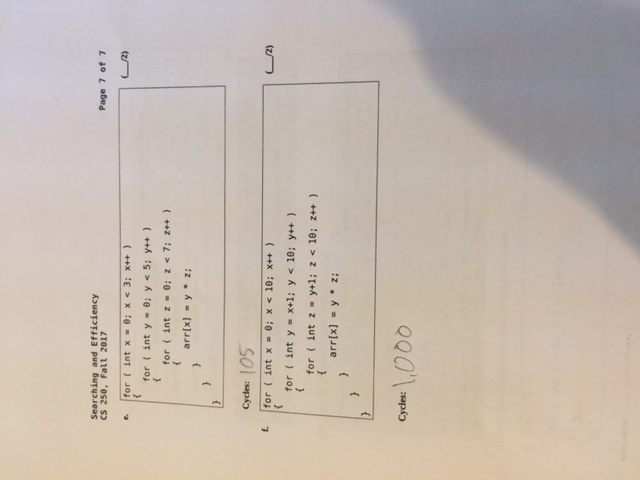 Searching and Efficiency
CS 250, Fall 2017
Page 7 of 7
e.
(__/2)
for ( int x = 0; x < 3; x++ )
{
for ( int y = 0; y < 5; y++ )
{
for ( int z = 0; z < 7; z++ )
{
arr[x] = y * z;
}
}
}
Cycles: 105
f.
(__/2)
for ( int x = 0; x < 10; x++ )
{
for ( int y = x+1; y < 10; y++ )
{
for ( int z = y+1; z < 10; z++ )
{
arr[x] = y * z;
}
}
}
Cycles: 1,000